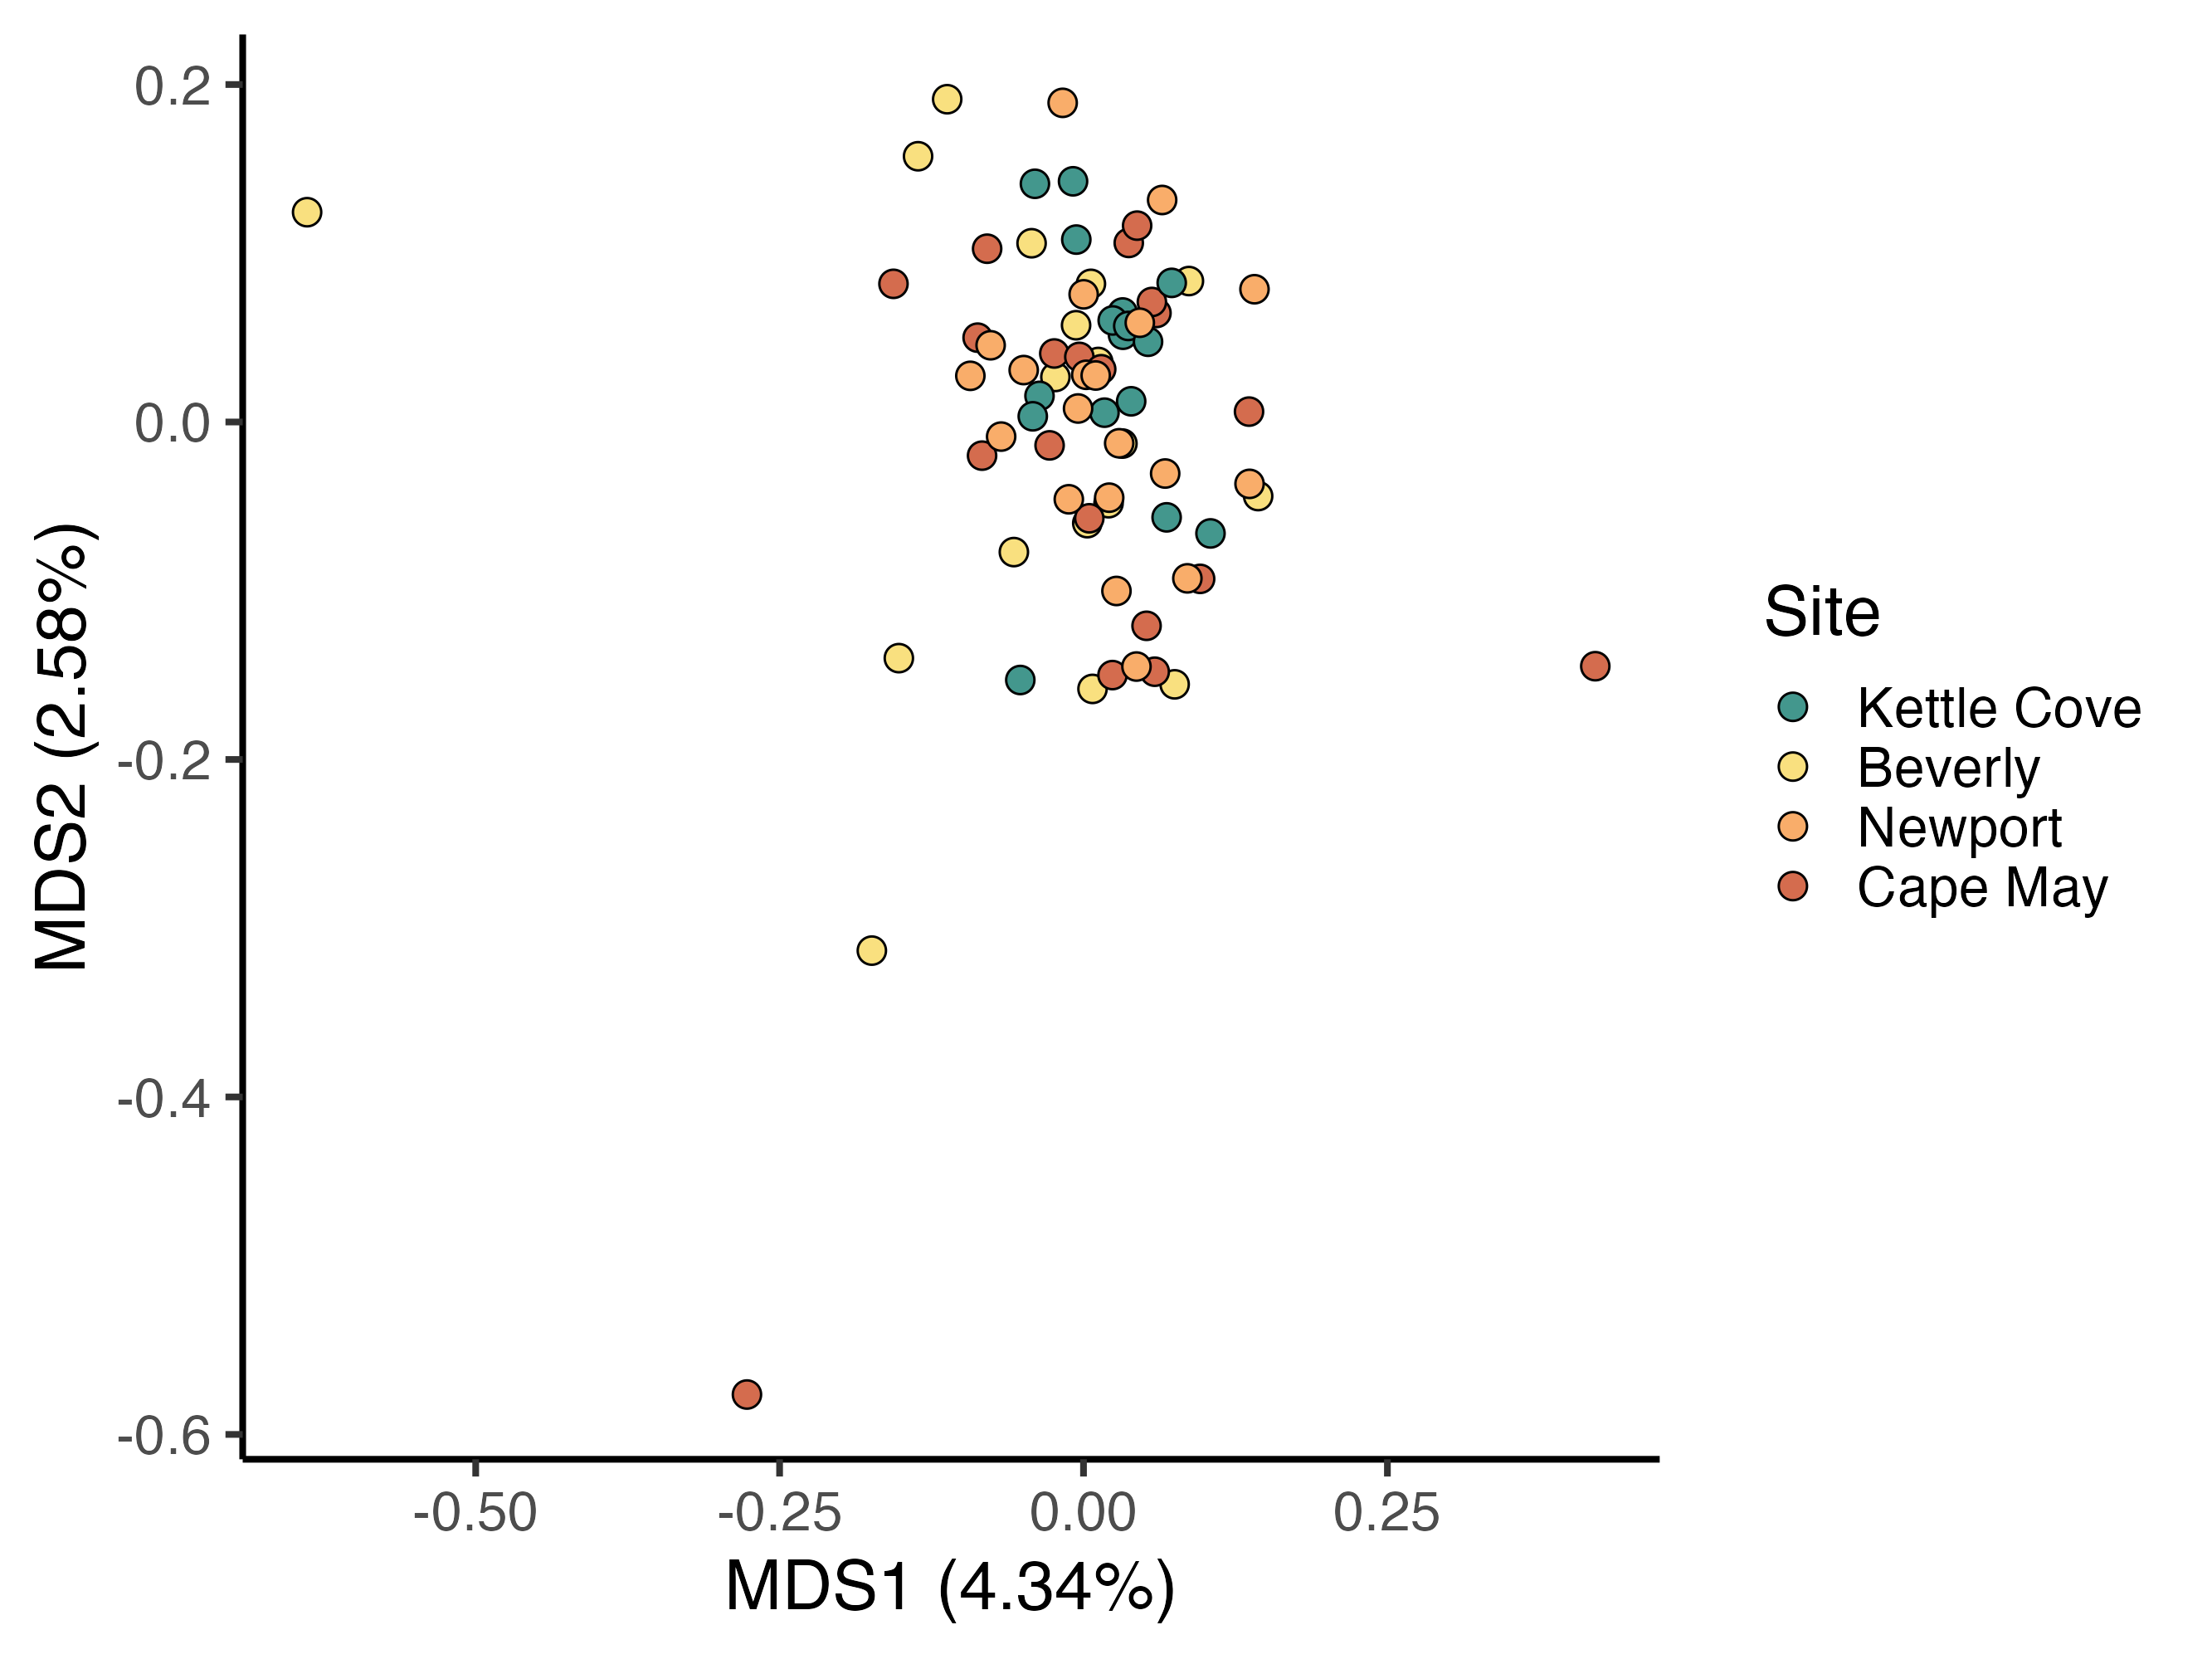 0.2
0.0
-0.2
-0.4
-0.6
MDS2 (2.58%)
-0.50
-0.25
0.00
0.25
MDS1 (4.34%)
Site
Kettle Cove
Beverly
Newport
Cape May